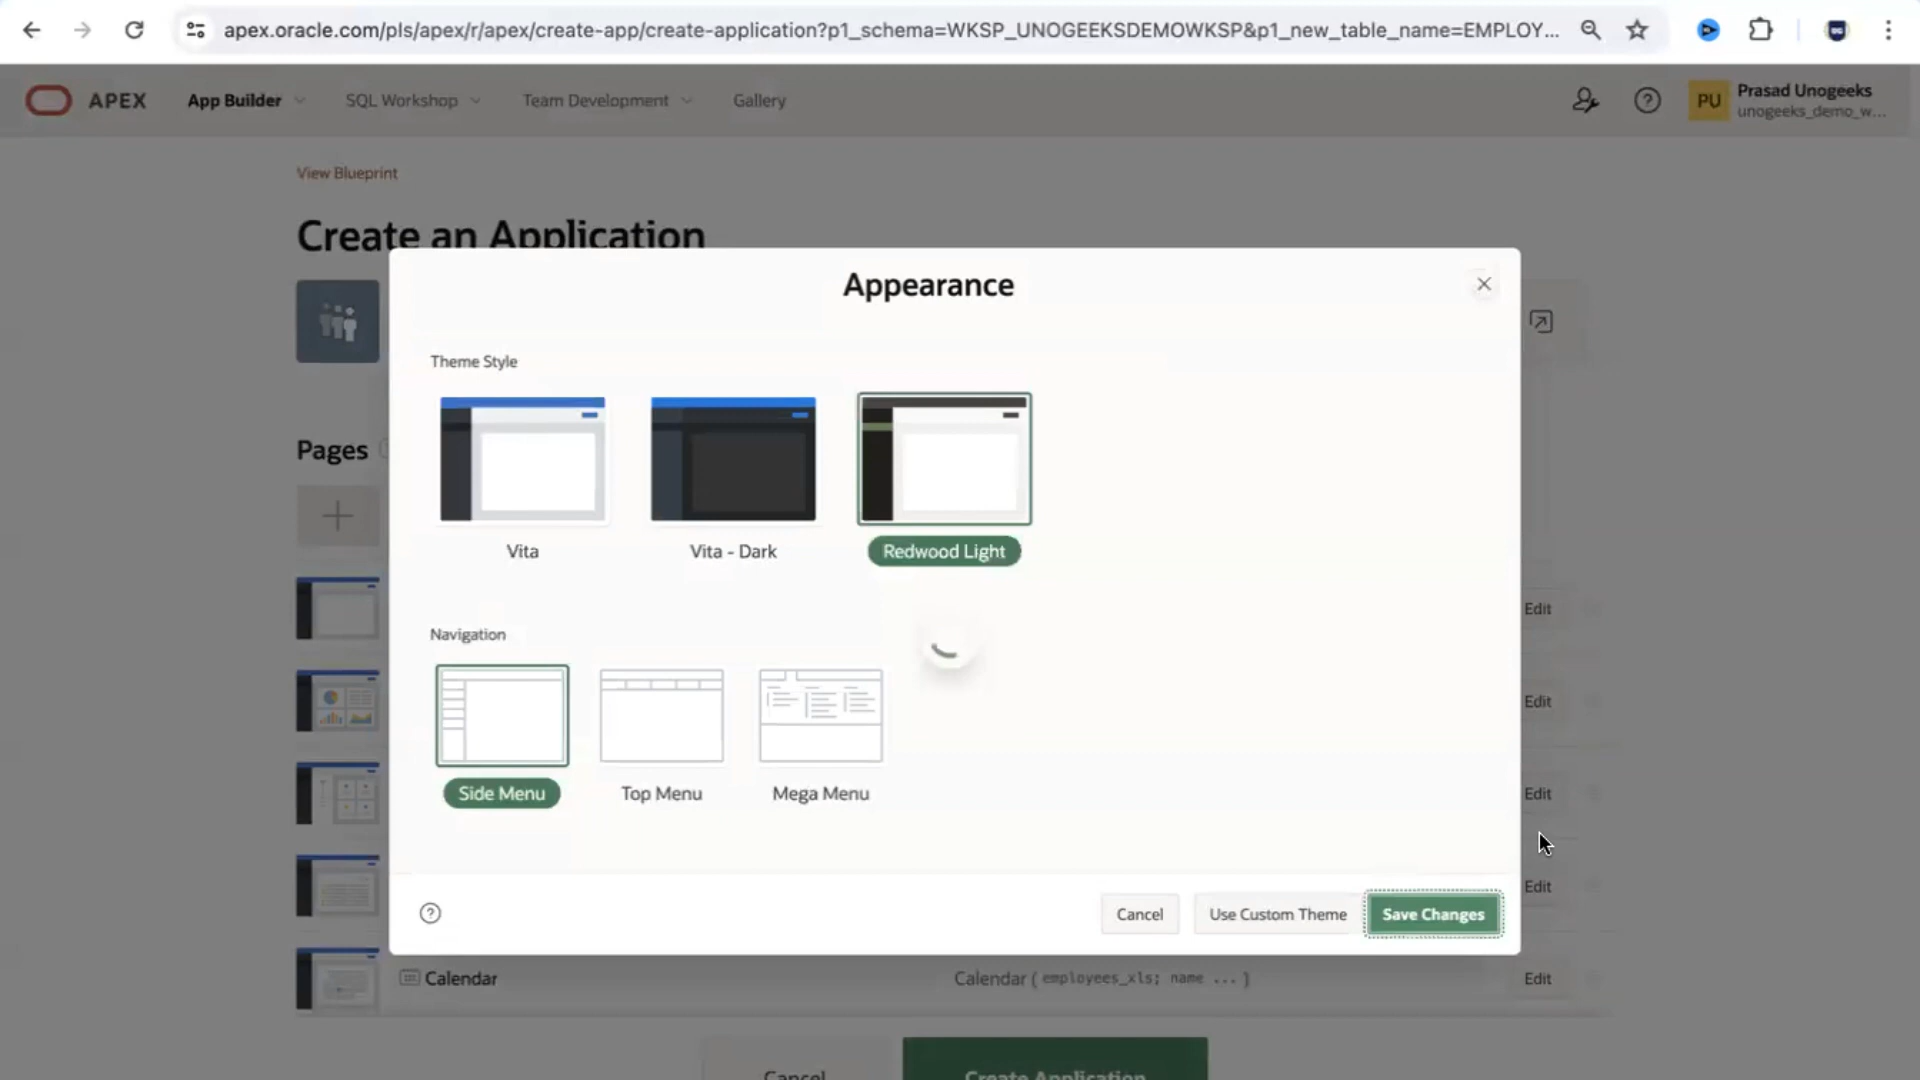 apex.oracle.com/pls/apex/r/apex/create-app/create-application?p1_schema=WKSP_UNOGEEKSDEMOWKSP&p1_new_table_name=EMPLOY...
APEX App Builder SQL Workshop Team Development Gallery
PU Prasad Unogeeks
unogeeks_demo_w...
View Blueprint
Create an Application
Appearance
Theme Style
Pages
Vita Vita - Dark Redwood Light
Edit
Navigation
Edit
Side Menu Top Menu Mega Menu
Edit
Edit
Cancel Use Custom Theme Save Changes
Calendar Calendar ( employees_xls; name ... ) Edit
Cancel Create Application